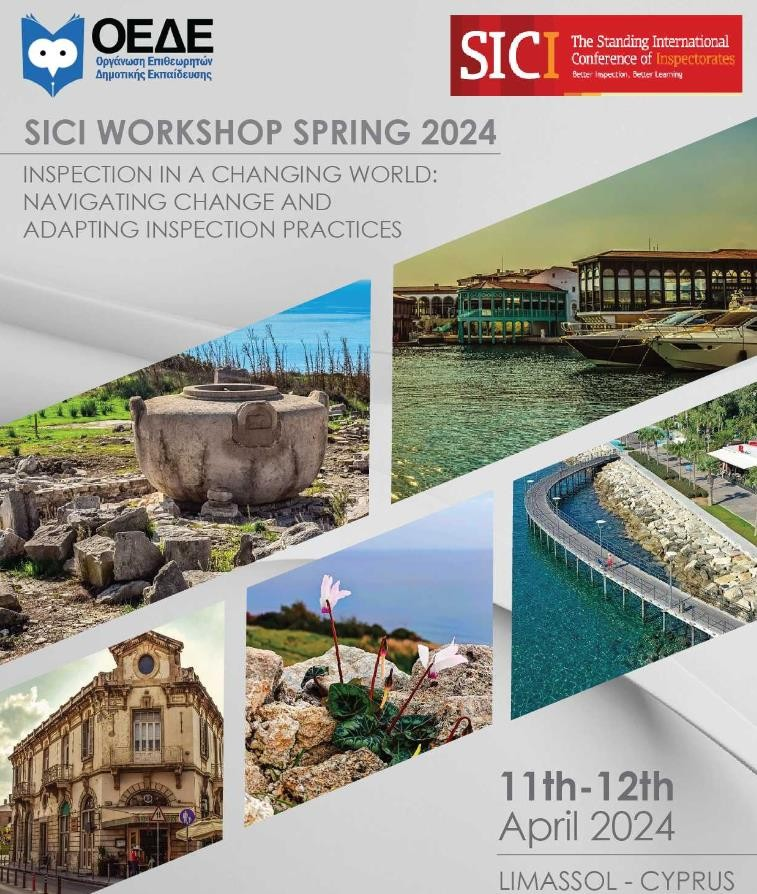 ΟΕΔΕ
Οργάνωση Επιθεωρητών
Δημοτικής Εκπαίδευσης
SICI
The Standing International
Conference of Inspectorates
Better Inspection, Better Learning
SICI WORKSHOP SPRING 2024
INSPECTION IN A CHANGING WORLD:
NAVIGATING CHANGE AND
ADAPTING INSPECTION PRACTICES
11th-12th
April 2024
LIMASSOL - CYPRUS